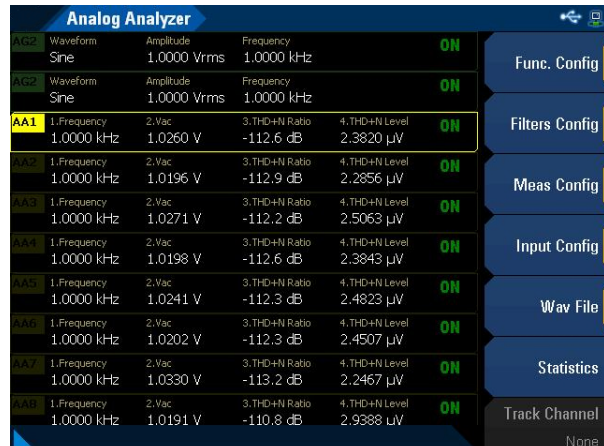 Analog Analyzer
AG2 Waveform Amplitude Frequency ON
Sine 1.0000 Vrms 1.0000 kHz
AG2 Waveform Amplitude Frequency ON
Sine 1.0000 Vrms 1.0000 kHz
AA1 1.Frequency 2.Vac 3.THD+N Ratio 4.THD+N Level ON
1.0000 kHz 1.0260 V -112.6 dB 2.3820 µV
AA2 1.Frequency 2.Vac 3.THD+N Ratio 4.THD+N Level ON
1.0000 kHz 1.0196 V -112.9 dB 2.2856 µV
AA3 1.Frequency 2.Vac 3.THD+N Ratio 4.THD+N Level ON
1.0000 kHz 1.0271 V -112.2 dB 2.5063 µV
AA4 1.Frequency 2.Vac 3.THD+N Ratio 4.THD+N Level ON
1.0000 kHz 1.0198 V -112.6 dB 2.3843 µV
AA5 1.Frequency 2.Vac 3.THD+N Ratio 4.THD+N Level ON
1.0000 kHz 1.0241 V -112.3 dB 2.4823 µV
AA6 1.Frequency 2.Vac 3.THD+N Ratio 4.THD+N Level ON
1.0000 kHz 1.0202 V -112.3 dB 2.4507 µV
AA7 1.Frequency 2.Vac 3.THD+N Ratio 4.THD+N Level ON
1.0000 kHz 1.0330 V -113.2 dB 2.2467 µV
AA8 1.Frequency 2.Vac 3.THD+N Ratio 4.THD+N Level ON
1.0000 kHz 1.0191 V -110.8 dB 2.9388 µV
Func. Config
Filters Config
Meas Config
Input Config
Wav File
Statistics
Track Channel
None